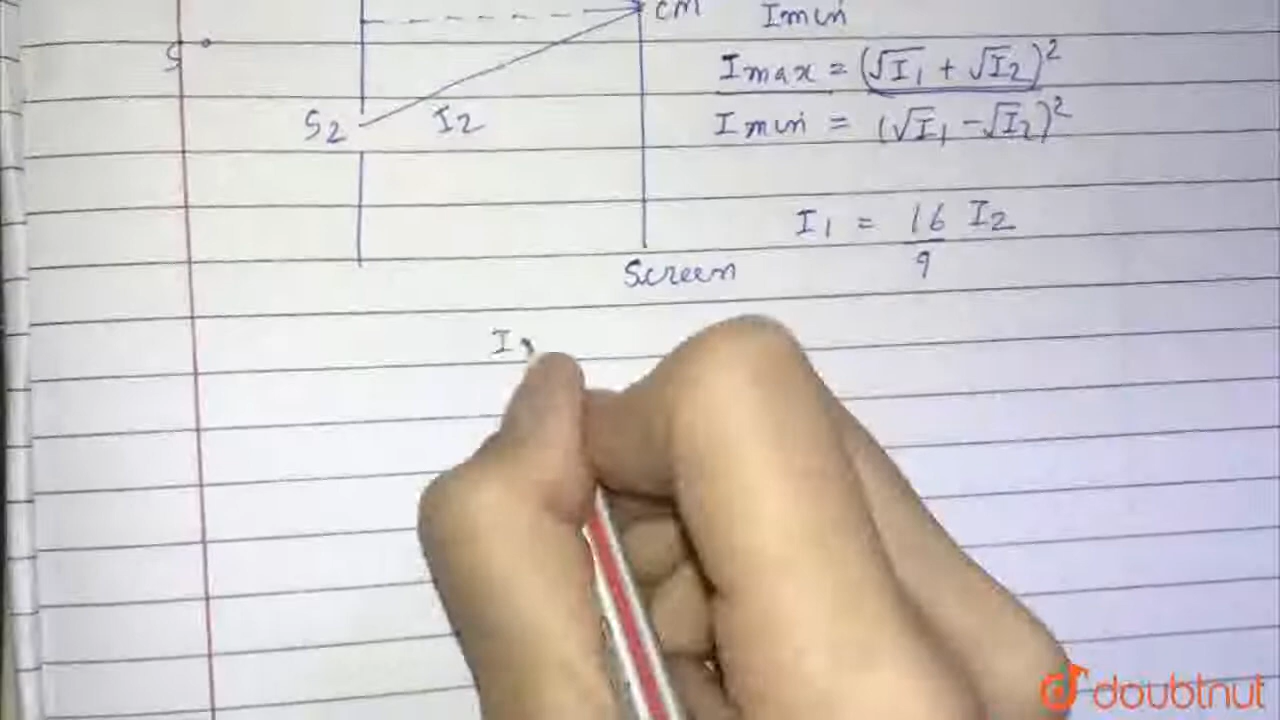 cm
Imin
S
Imax = (√I1 + √I2)²
S2
I2
Imin = (√I1 - √I2)²
I1 = 16/9 I2
Screen
I
doubtnut